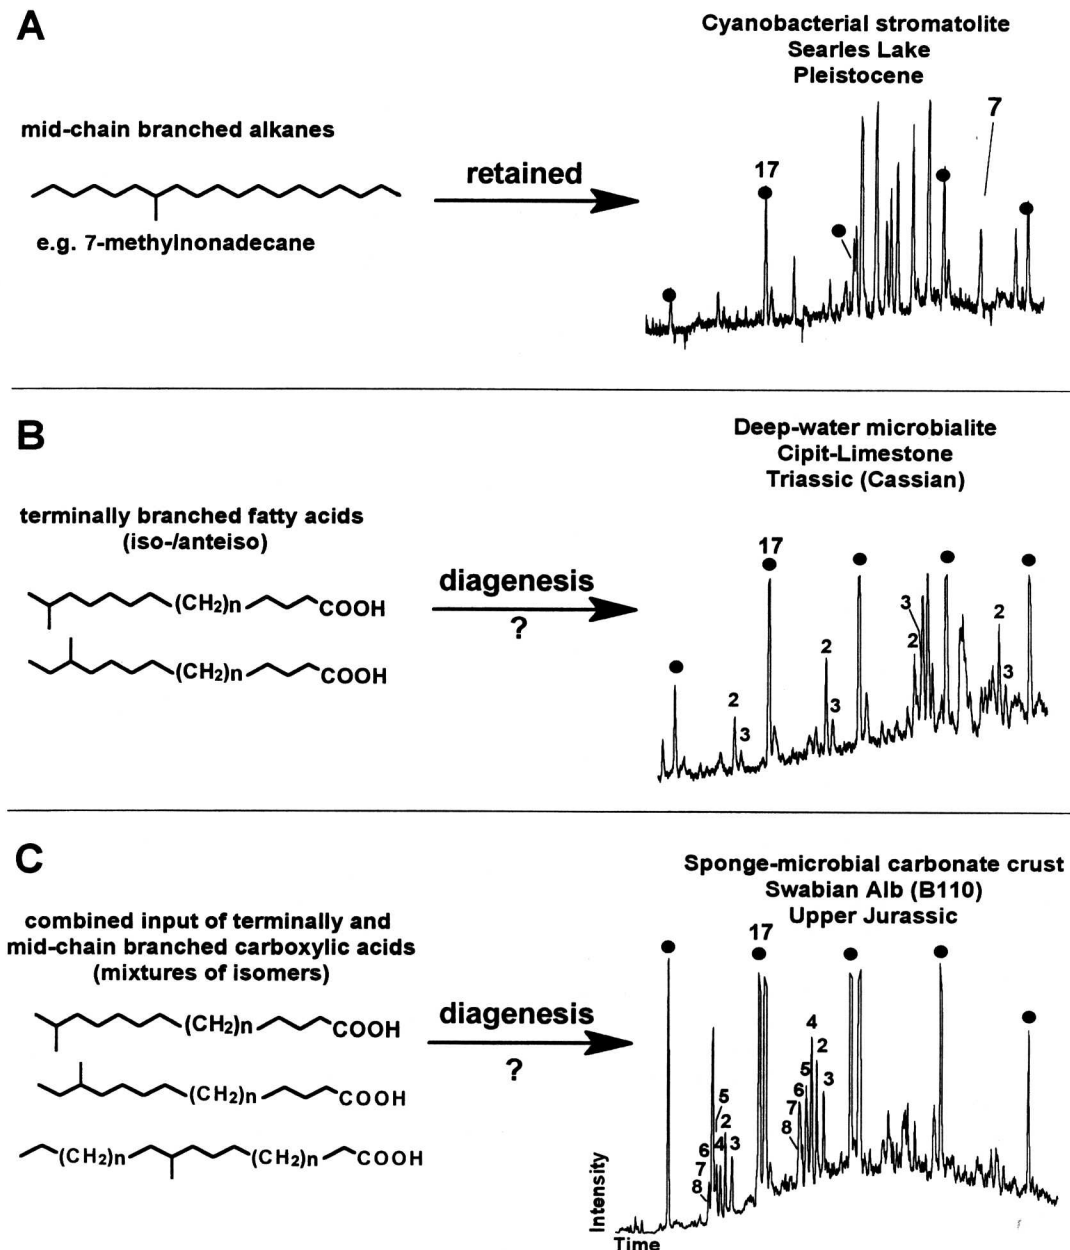 A
Cyanobacterial stromatolite
Searles Lake
Pleistocene
mid-chain branched alkanes
retained
17
7
e.g. 7-methylnonadecane
B
Deep-water microbialite
Cipit-Limestone
Triassic (Cassian)
terminally branched fatty acids
(iso-/anteiso)
diagenesis
?
(CH2)n
COOH
(CH2)n
COOH
17
2
3
2
3
3
2
2
3
C
Sponge-microbial carbonate crust
Swabian Alb (B110)
Upper Jurassic
combined input of terminally and
mid-chain branched carboxylic acids
(mixtures of isomers)
diagenesis
?
(CH2)n
COOH
(CH2)n
COOH
(CH2)n
(CH2)n
COOH
17
5
2
6
4
3
7
8
4
2
5
3
6
7
8
Intensity
Time